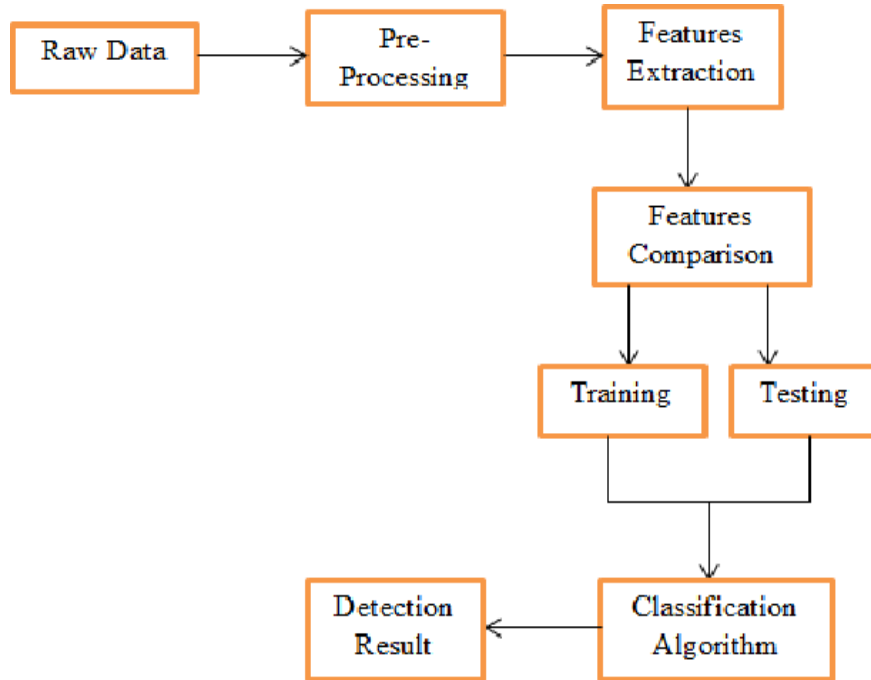 Raw Data
Pre-
Processing
Features
Extraction
Features
Comparison
Training
Testing
Classification
Algorithm
Detection
Result